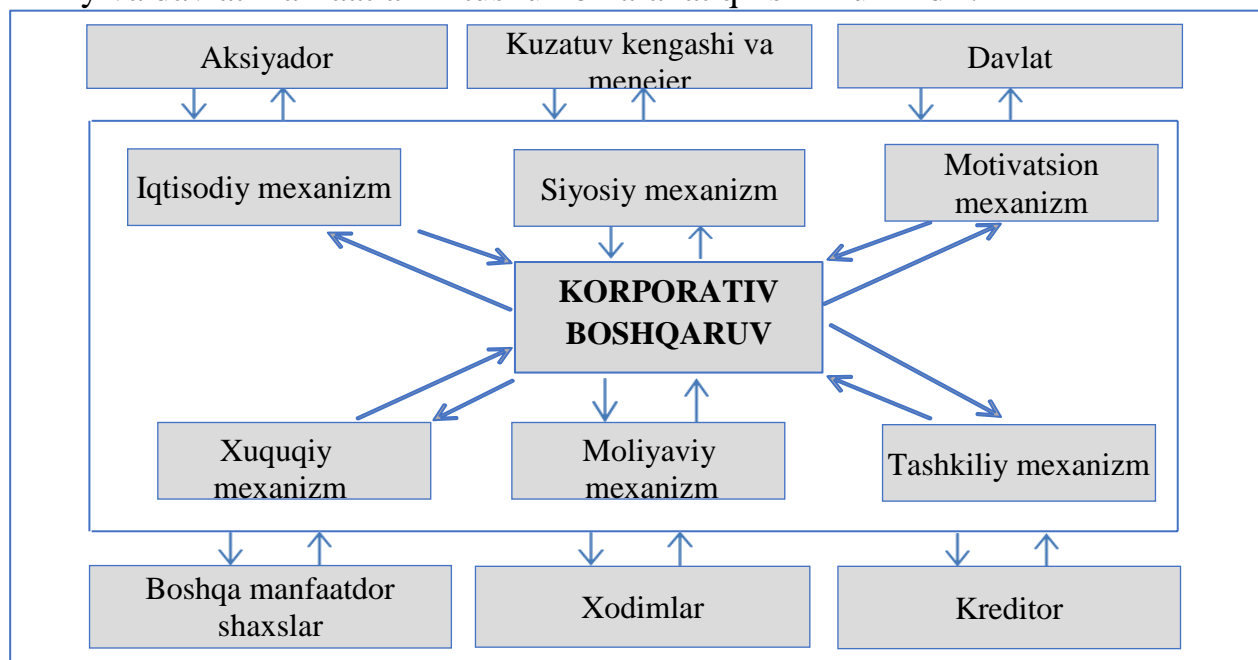 Aksiyador
Kuzatuv kengashi va
menejer
Davlat
Iqtisodiy mexanizm
Siyosiy mexanizm
Motivatsion
mexanizm
KORPORATIV
BOSHQARUV
Xuquqiy
mexanizm
Moliyaviy
mexanizm
Tashkiliy mexanizm
Boshqa manfaatdor
shaxslar
Xodimlar
Kreditor